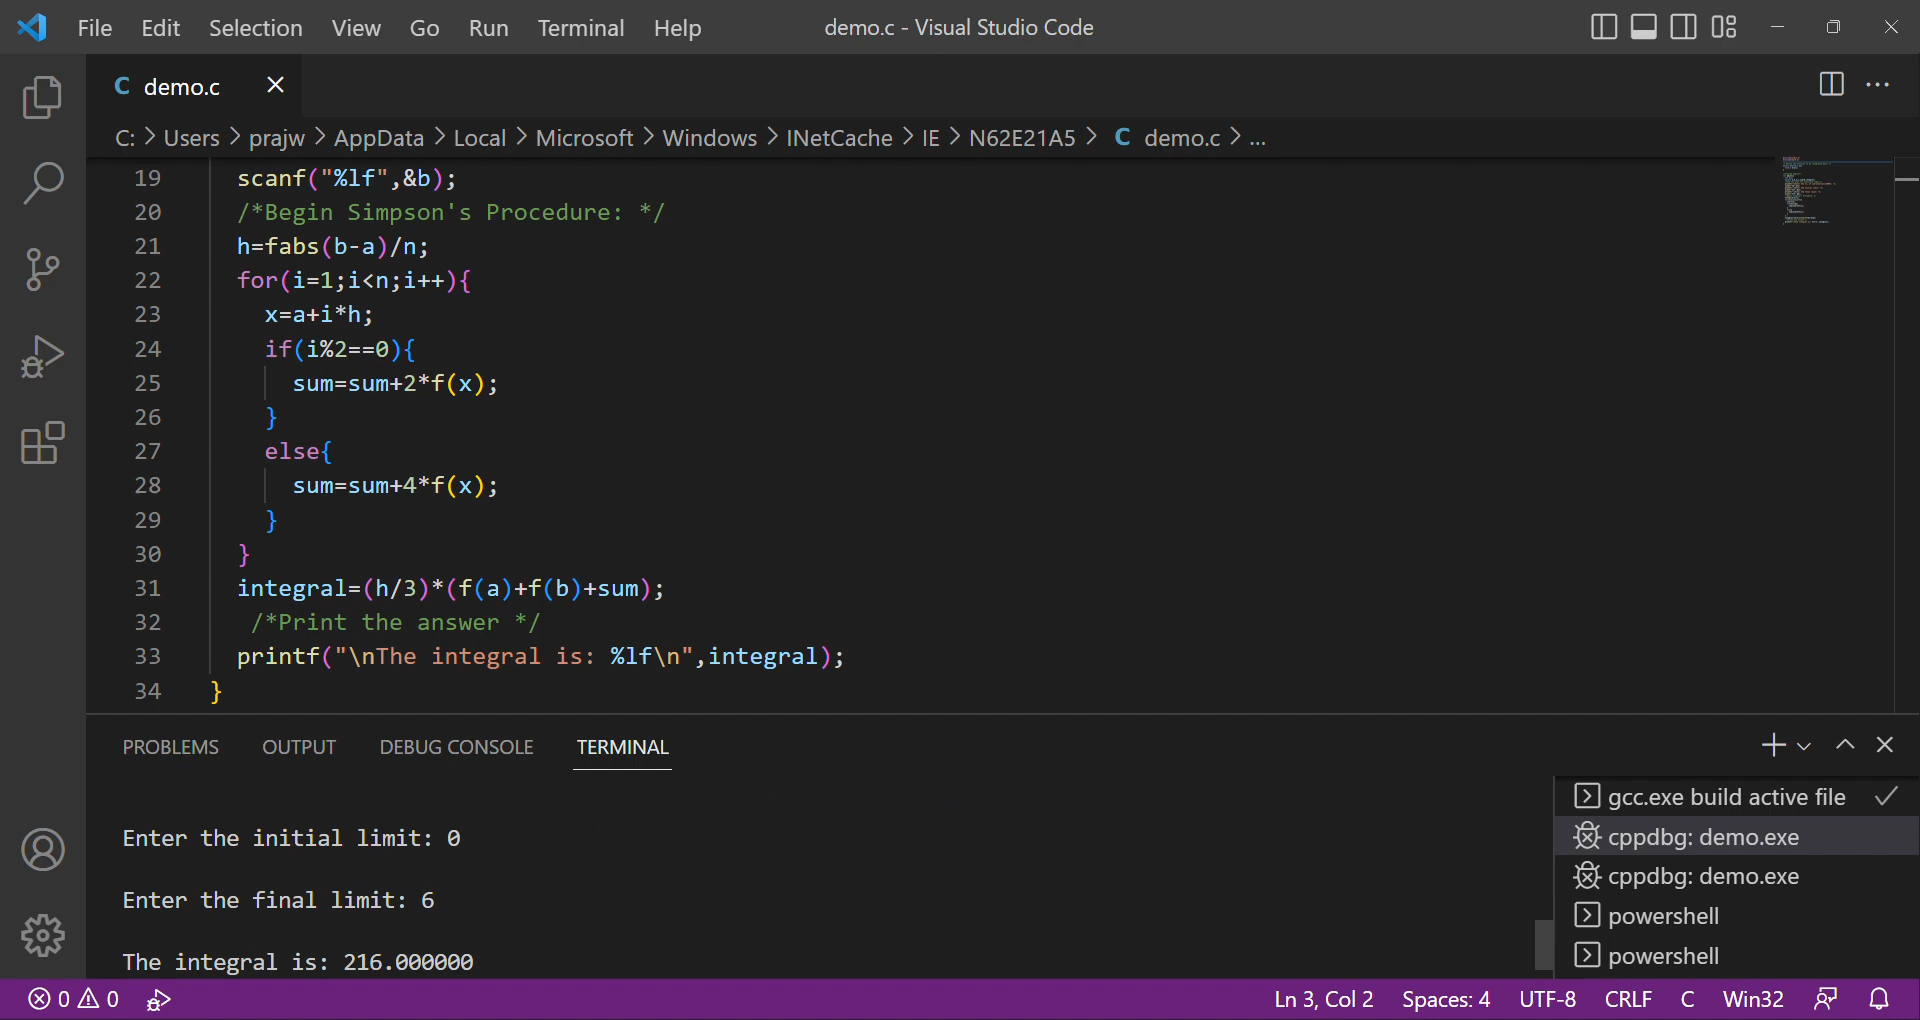 File Edit Selection View Go Run Terminal Help demo.c - Visual Studio Code
C demo.c
C: > Users > prajw > AppData > Local > Microsoft > Windows > INetCache > IE > N62E21A5 > C demo.c > ...
19 scanf("%lf",&b);
20 /*Begin Simpson's Procedure: */
21 h=fabs(b-a)/n;
22 for(i=1;i<n;i++){
23 x=a+i*h;
24 if(i%2==0){
25 sum=sum+2*f(x);
26 }
27 else{
28 sum=sum+4*f(x);
29 }
30 }
31 integral=(h/3)*(f(a)+f(b)+sum);
32 /*Print the answer */
33 printf("\nThe integral is: %lf\n",integral);
34 }
PROBLEMS OUTPUT DEBUG CONSOLE TERMINAL
Enter the initial limit: 0
Enter the final limit: 6
The integral is: 216.000000
gcc.exe build active file
cppdbg: demo.exe
cppdbg: demo.exe
powershell
powershell
0 0 Ln 3, Col 2 Spaces: 4 UTF-8 CRLF C Win32